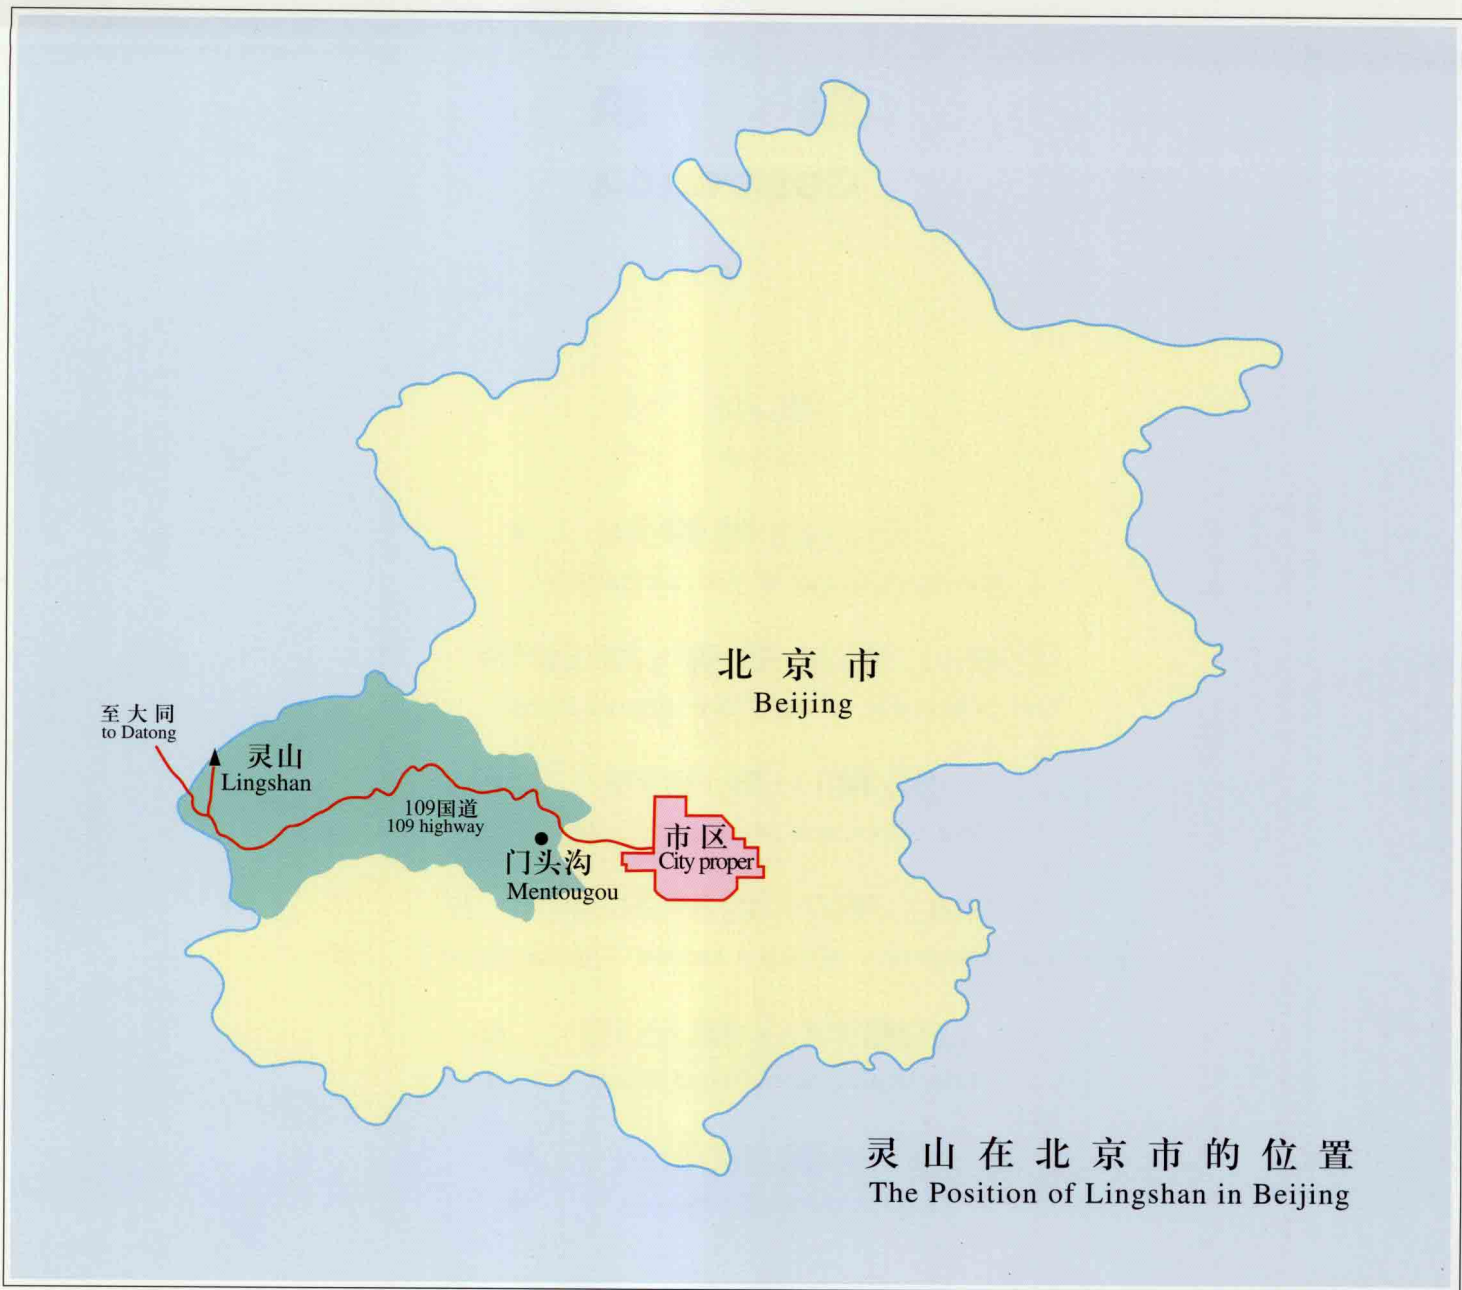 北京市
Beijing
至大同
to Datong
灵山
Lingshan
109国道
109 highway
门头沟
Mentougou
市区
City proper
灵山在北京市的位置
The Position of Lingshan in Beijing